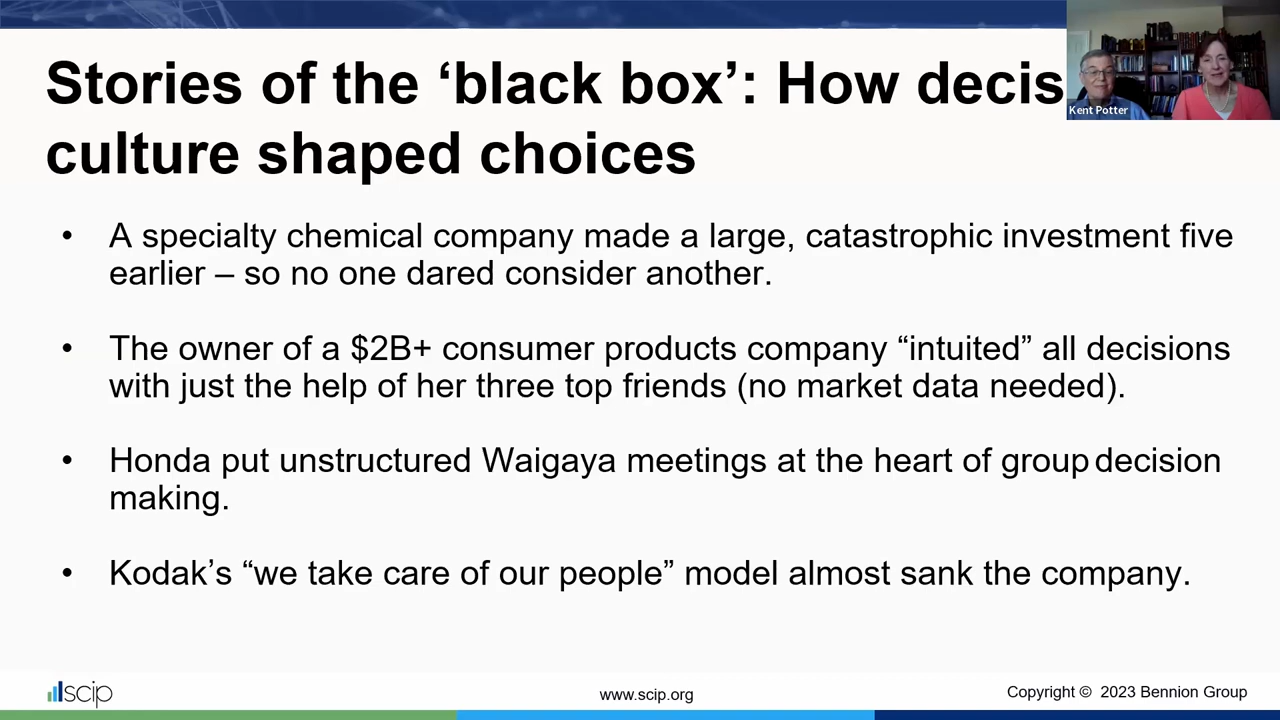 Stories of the ‘black box’: How decis
culture shaped choices
Kent Potter
• A specialty chemical company made a large, catastrophic investment five
earlier – so no one dared consider another.
• The owner of a $2B+ consumer products company “intuited” all decisions
with just the help of her three top friends (no market data needed).
• Honda put unstructured Waigaya meetings at the heart of group decision
making.
• Kodak’s “we take care of our people” model almost sank the company.
scip
www.scip.org
Copyright © 2023 Bennion Group